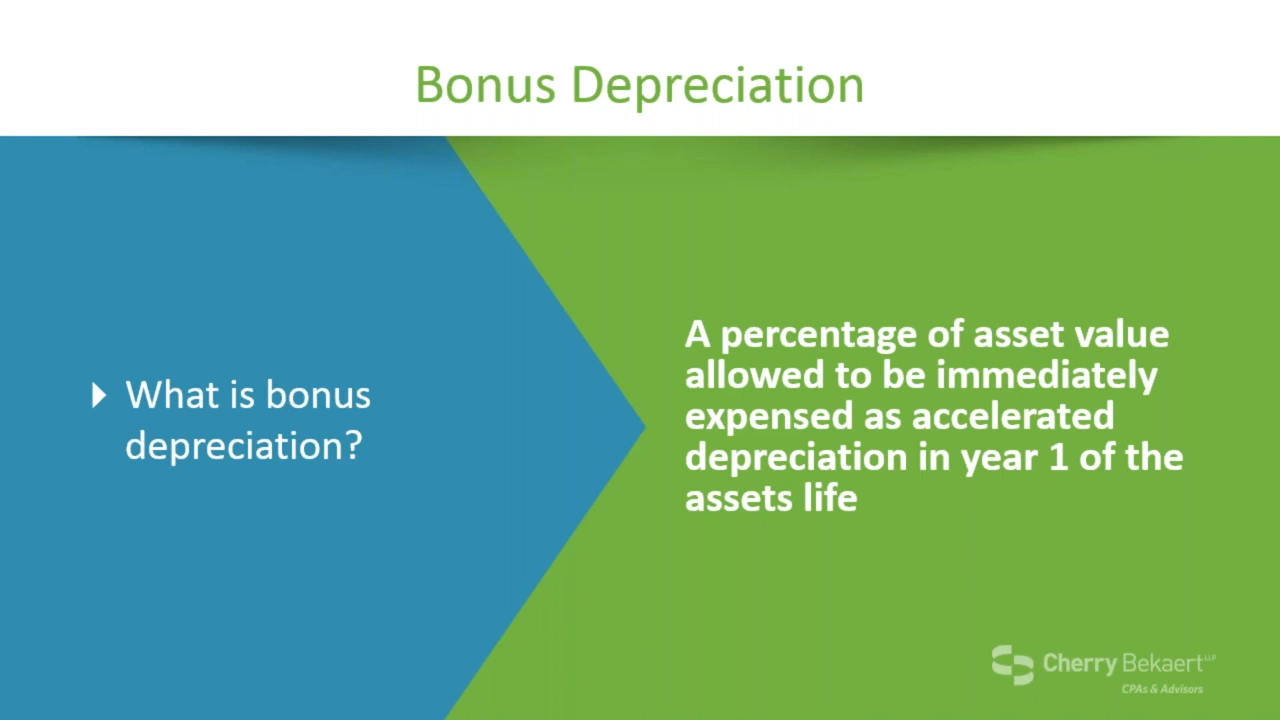 Bonus Depreciation
What is bonus
depreciation?
A percentage of asset value
allowed to be immediately
expensed as accelerated
depreciation in year 1 of the
assets life
Cherry Bekaert LLP
CPAs & Advisors